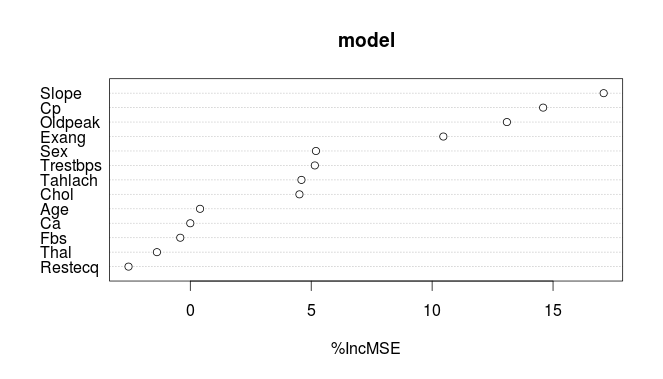 model
Slope
Cp
Oldpeak
Exang
Sex
Trestbps
Tahlach
Chol
Age
Ca
Fbs
Thal
Restecq
0 5 10 15
%IncMSE